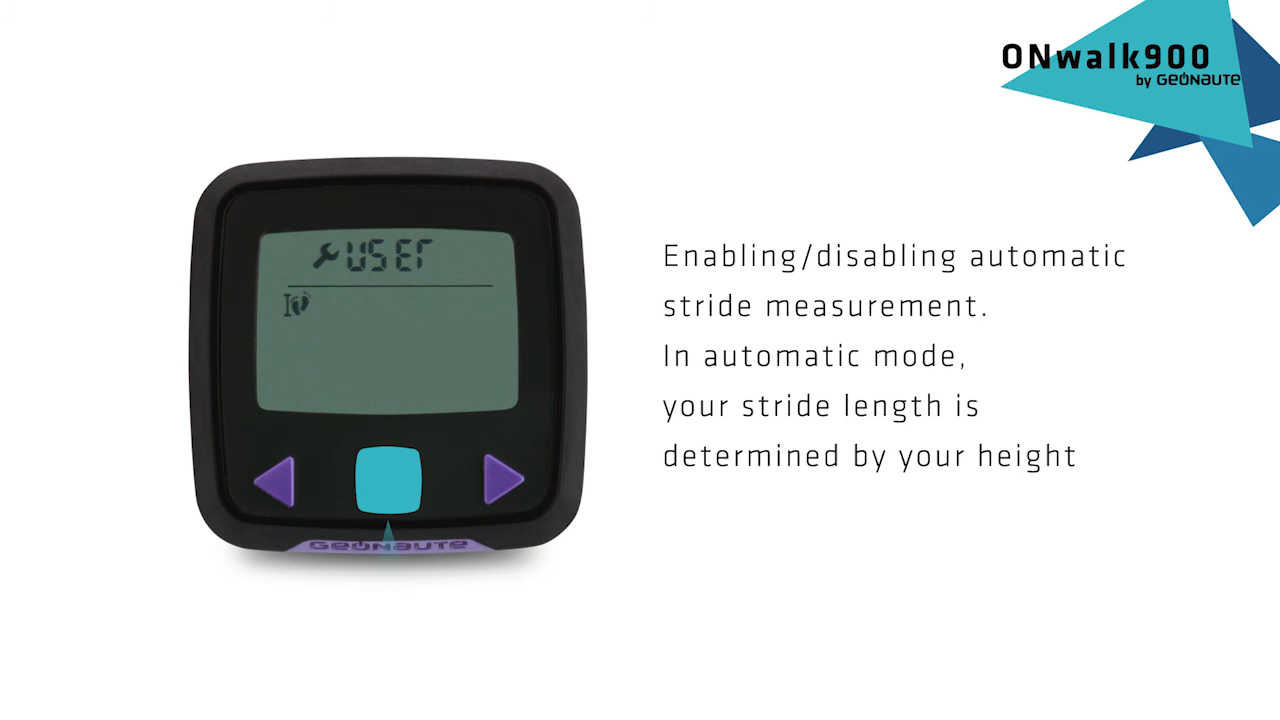 ONwalk900
by GEONAUTE
USEr
Enabling/disabling automatic
stride measurement.
In automatic mode,
your stride length is
determined by your height
GEONAUTE